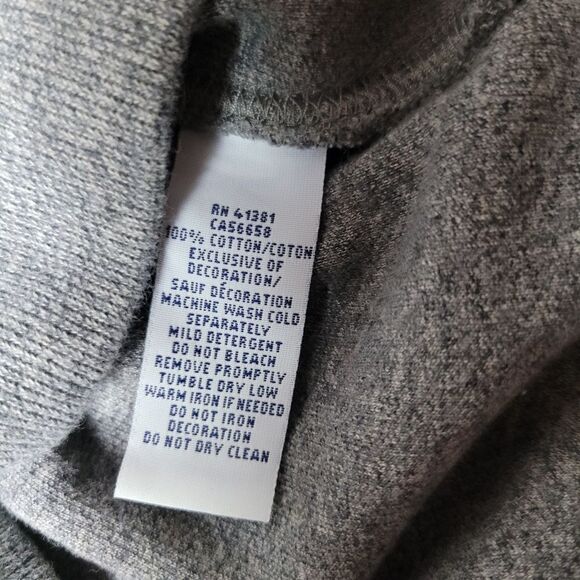 RN 41381
CA56658
100% COTTON/COTON
EXCLUSIVE OF
DECORATION/
SAUF DÉCORATION
MACHINE WASH COLD
SEPARATELY
MILD DETERGENT
DO NOT BLEACH
REMOVE PROMPTLY
TUMBLE DRY LOW
WARM IRON IF NEEDED
DO NOT IRON
DECORATION
DO NOT DRY CLEAN